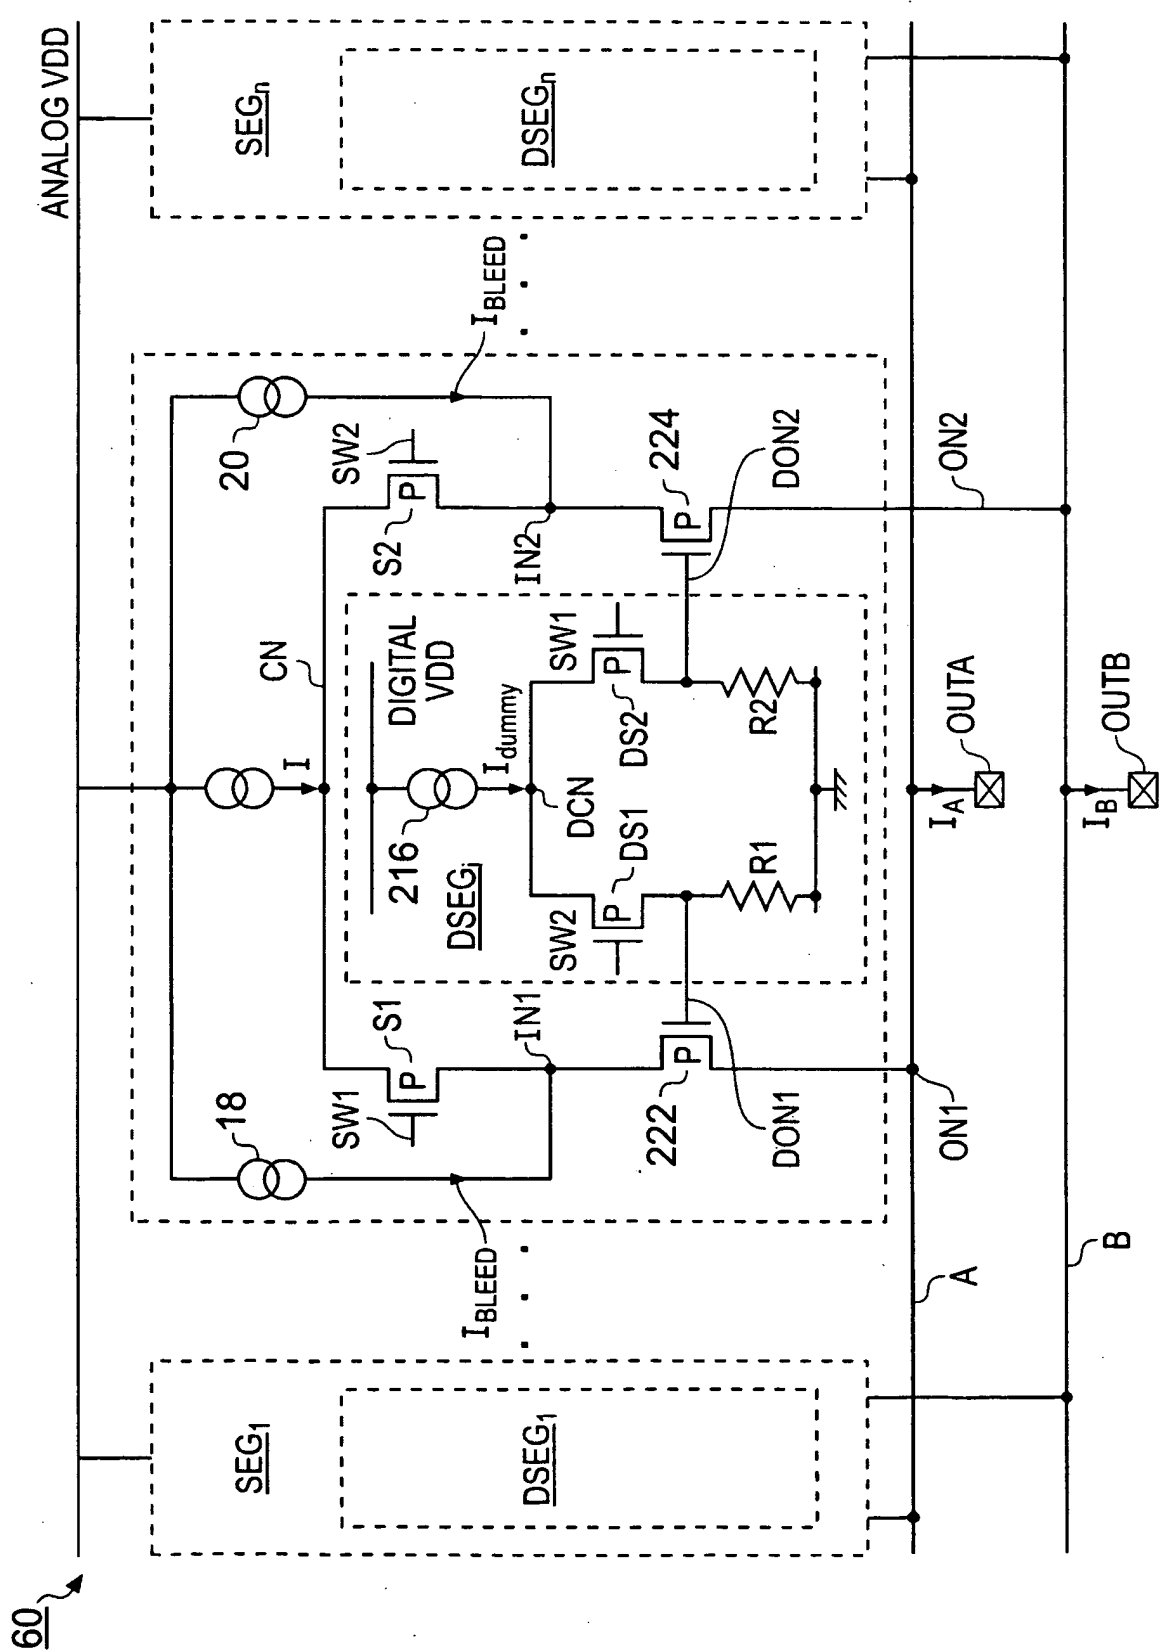 60
ANALOG VDD
SEG1
DSEG1
SEGn
DSEGn
18
20
I
CN
IBLEED
IBLEED
SW1
S1
S2
SW2
IN1
IN2
DIGITAL
VDD
216
Idummy
DSEGi
DCN
SW2
SW1
DS1
DS2
P
P
P
P
P
P
222
224
R1
R2
DON1
DON2
ON1
ON2
IA
OUTA
IB
OUTB
A
B